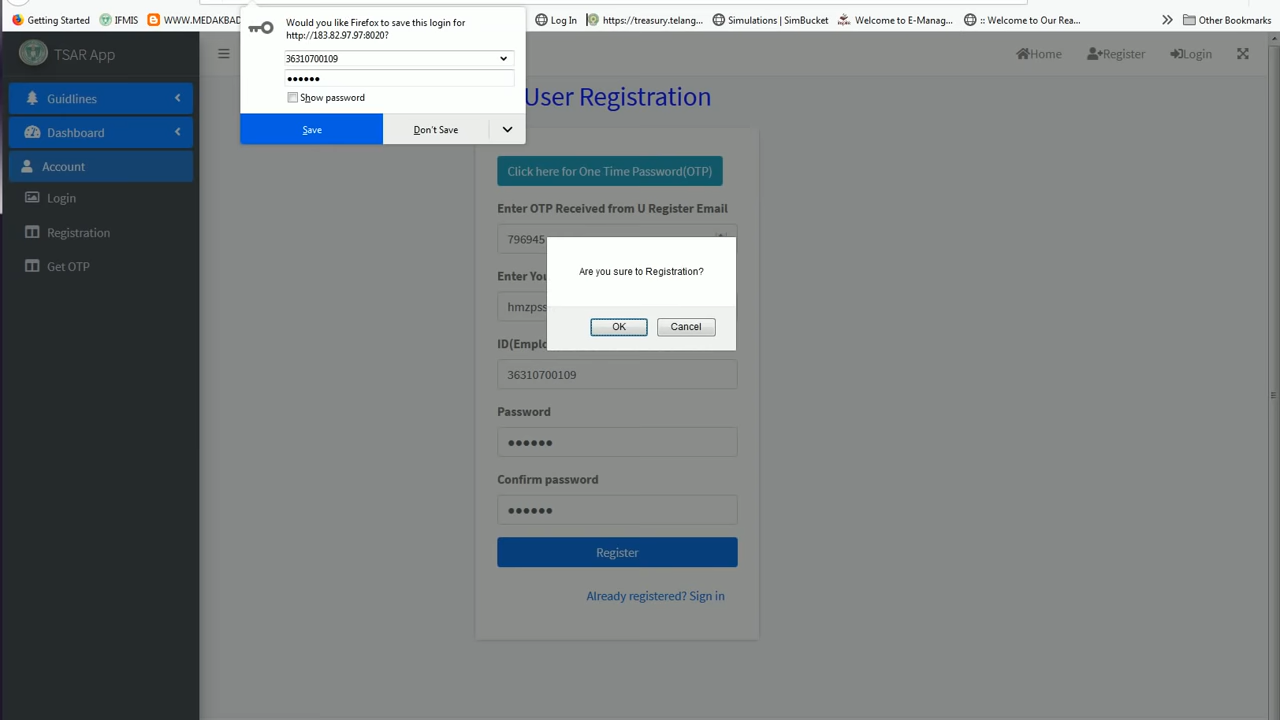 Would you like Firefox to save this login for
http://183.82.97.97:8020?
36310700109
Show password
Save
Don't Save
Getting Started
IFMIS
WWW.MEDAKBAD
Log In
https://treasury.telang...
Simulations | SimBucket
Welcome to E-Manag...
:: Welcome to Our Rea...
Other Bookmarks
TSAR App
Home
Register
Login
Guidlines
Dashboard
Account
Login
Registration
Get OTP
User Registration
Click here for One Time Password(OTP)
Enter OTP Received from U Register Email
796945
Enter You
hmzpss
ID(Emplo
36310700109
Password
Confirm password
Register
Already registered? Sign in
Are you sure to Registration?
OK
Cancel